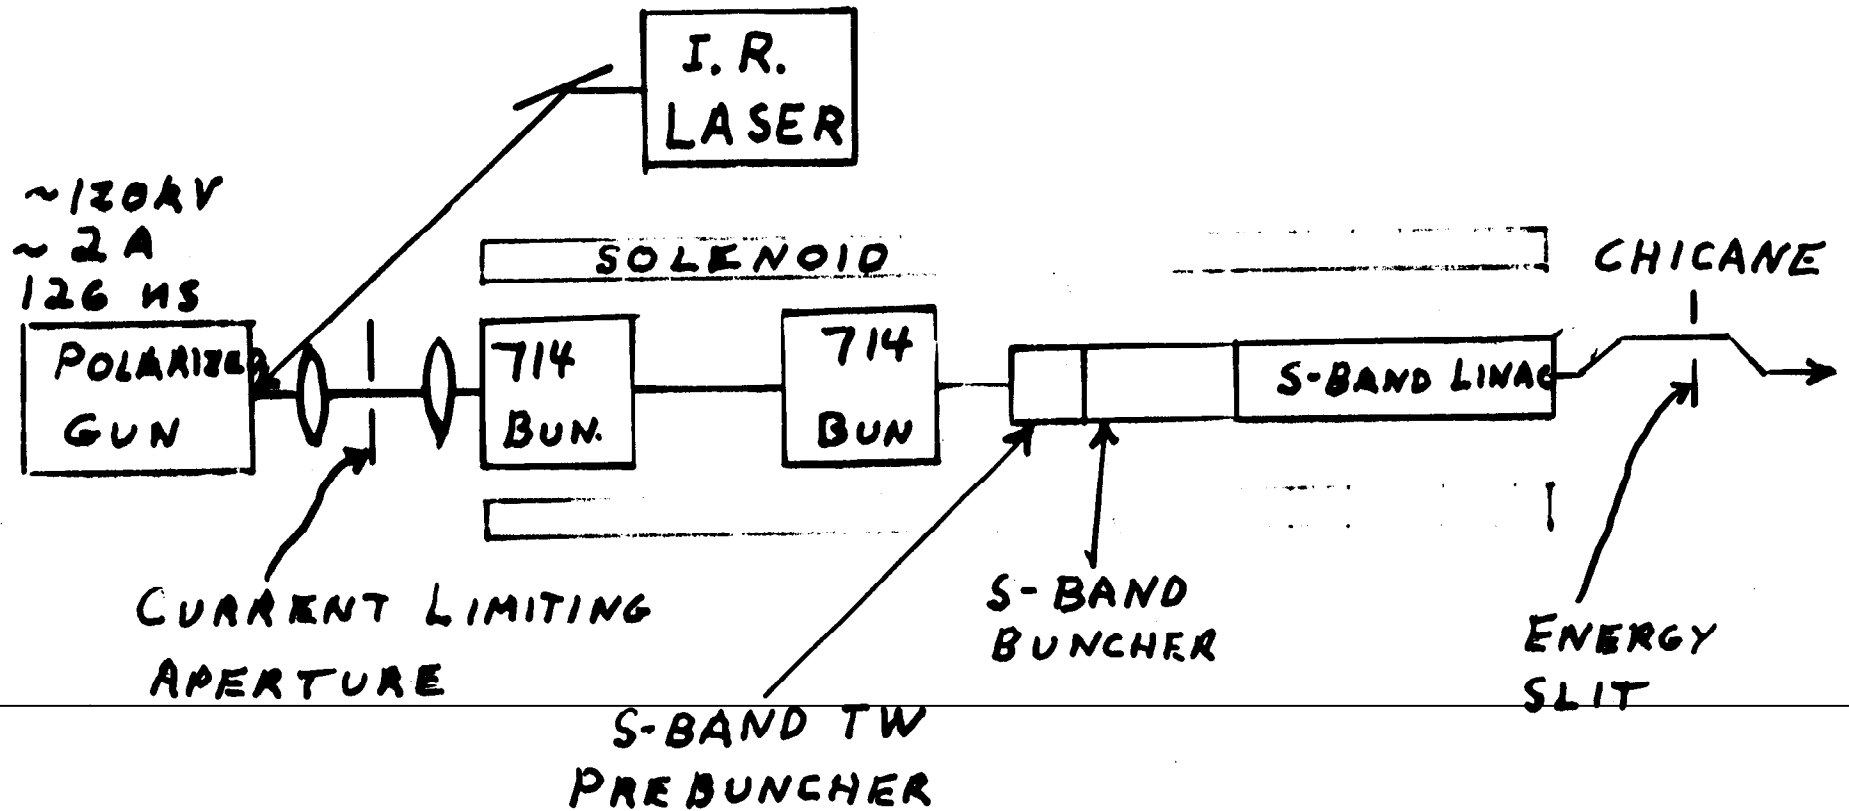 I. R.
LASER
~120kV
~ 2 A
126 ns
SOLENOID
CHICANE
POLARIZED
GUN
714
BUN.
714
BUN
S-BAND LINAC
CURRENT LIMITING
APERTURE
S-BAND
BUNCHER
ENERGY
SLIT
S-BAND TW
PREBUNCHER